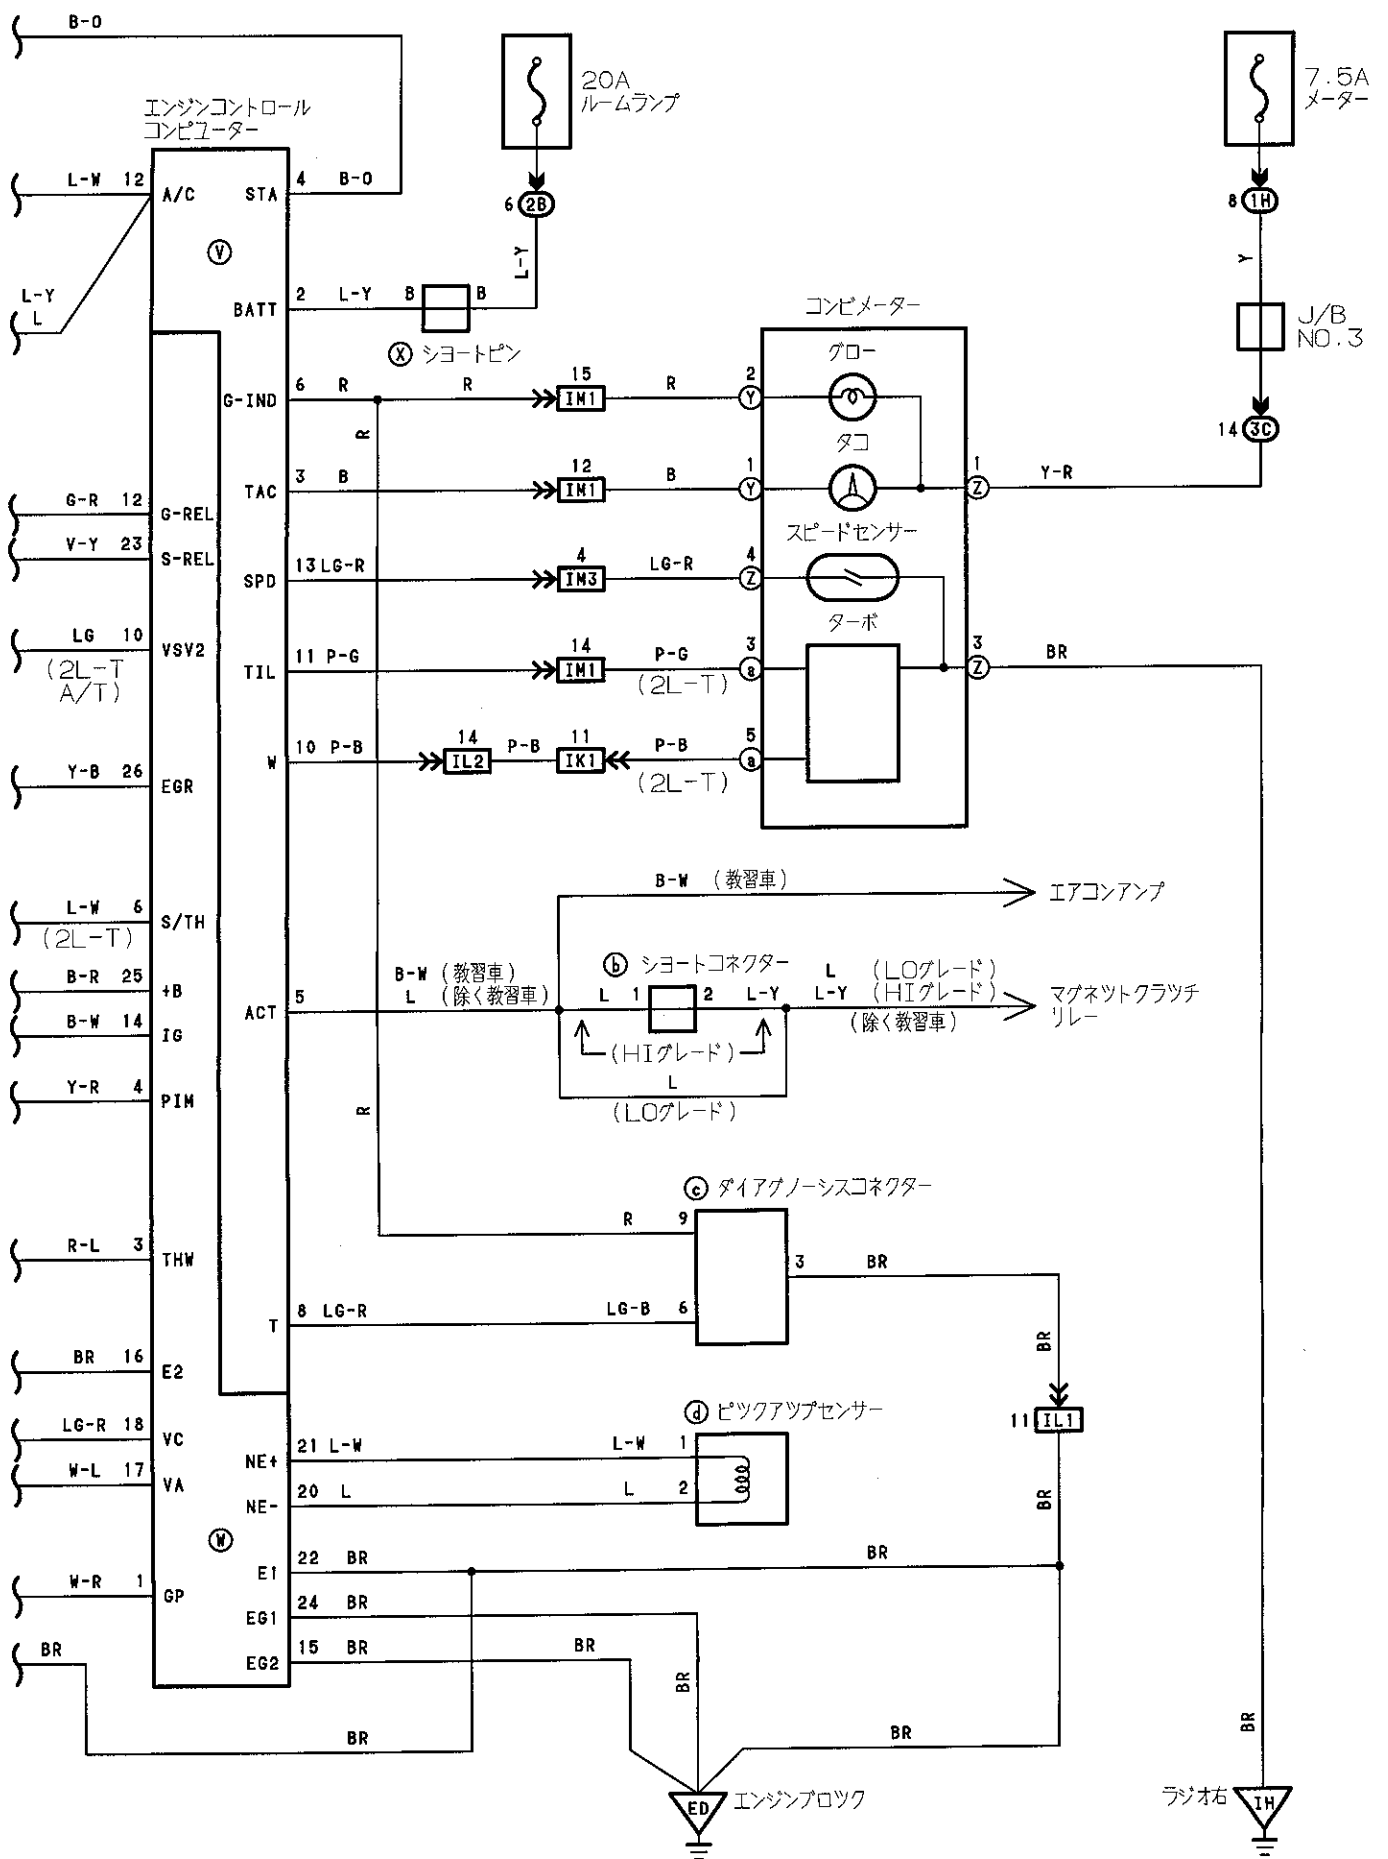 B-O
20A
ルームランプ
7.5A
メーター
エンジンコントロール
コンピューター
L-W 12 A/C
STA 4 B-O
6 2B
8 1H
V
L-Y
Y
L-Y
L
BATT 2 L-Y B B
X ショートピン
コンビメーター
J/B
NO.3
グロー
G-IND 6 R R 15 IM1 R 2 Y
R
14 3C
タコ
TAC 3 B 12 IM1 B 1 Y
1 Z Y-R
G-R 12 G-REL
スピードセンサー
V-Y 23 S-REL
SPD 13 LG-R 4 IM3 LG-R 4 Z
ターボ
LG 10 VSV2
(2L-T
A/T)
TIL 11 P-G 14 IM1 P-G 3 a
(2L-T)
3 Z BR
W 10 P-B 14 IL2 P-B 11 IK1 P-B 5 a
(2L-T)
Y-B 26 EGR
B-W (教習車)
エアコンアンプ
L-W 6 S/TH
(2L-T)
b ショートコネクター
B-R 25 +B
B-W (教習車)
L (除く教習車)
L (LOグレード)
L-Y (HIグレード)
(除く教習車)
ACT 5
L 1 2 L-Y
マグネットクラッチ
リレー
B-W 14 IG
(HIグレード)
L
(LOグレード)
Y-R 4 PIM
R
c ダイアグノーシスコネクター
R 9
R-L 3 THW
3 BR
T 8 LG-R LG-B 6
BR
BR 16 E2
d ピックアップセンサー
11 IL1
LG-R 18 VC
NE+ 21 L-W L-W 1
W-L 17 VA
NE- 20 L L 2
BR
W
E1 22 BR BR
W-R 1 GP
EG1 24 BR
BR
EG2 15 BR BR
BR
BR
BR
BR
ED エンジンブロック
ラジオ右 IH